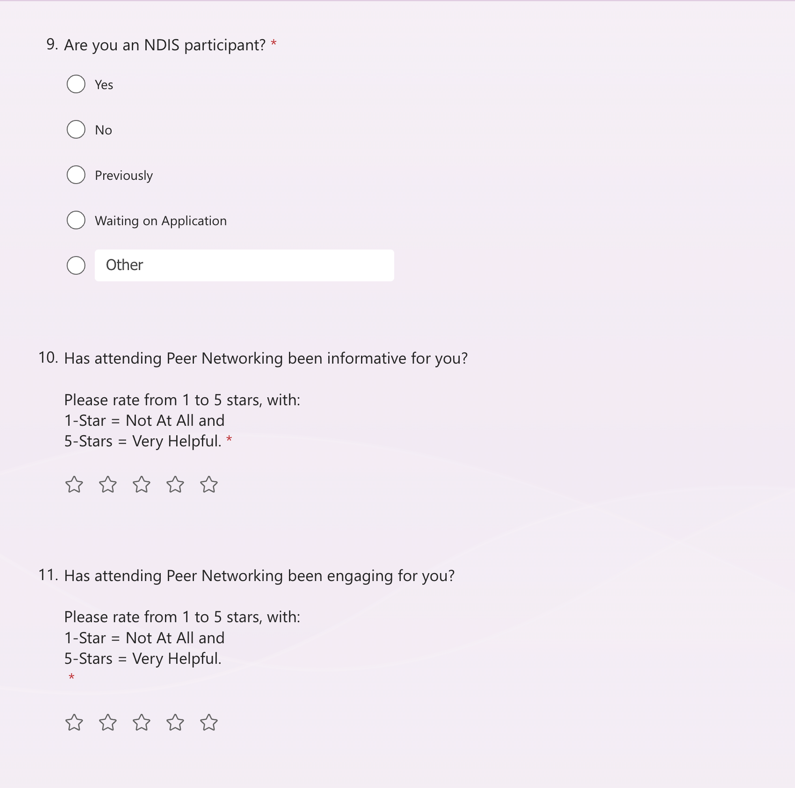 9. Are you an NDIS participant? *
Yes
No
Previously
Waiting on Application
Other
10. Has attending Peer Networking been informative for you?
Please rate from 1 to 5 stars, with:
1-Star = Not At All and
5-Stars = Very Helpful. *
11. Has attending Peer Networking been engaging for you?
Please rate from 1 to 5 stars, with:
1-Star = Not At All and
5-Stars = Very Helpful.
*